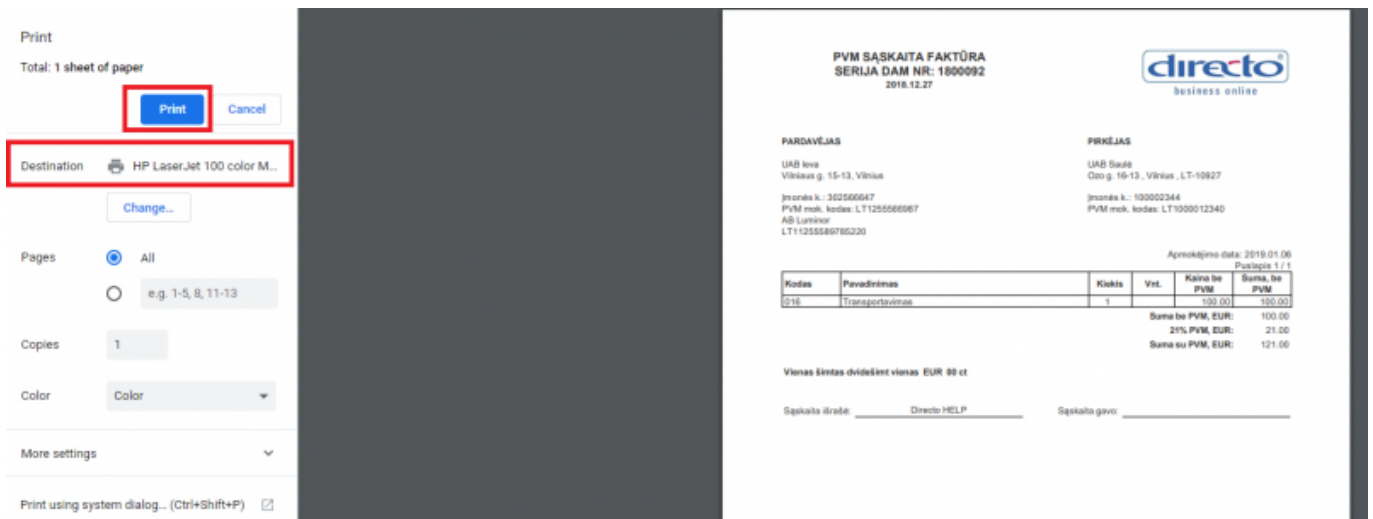 Print
Total: 1 sheet of paper
Print Cancel
Destination HP LaserJet 100 color M...
Change...
Pages All
e.g. 1-5, 8, 11-13
Copies 1
Color Color
More settings
Print using system dialog... (Ctrl+Shift+P)
PVM SĄSKAITA FAKTŪRA
SERIJA DAM NR: 1800092
2018.12.27
directo
business online
PARDAVĖJAS
UAB Ieva
Vilniaus g. 15-13, Vilnius
Įmonės k.: 302566647
PVM mok. kodas: LT1255566987
AB Luminor
LT11255589785220
PIRKĖJAS
UAB Saulė
Ozo g. 16-13 , Vilnius , LT-10927
Įmonės k.: 100002344
PVM mok. kodas: LT1000012340
Apmokėjimo data: 2019.01.06
Puslapis 1 / 1
Kodas Pavadinimas Kiekis Vnt. Kaina be PVM Suma, be PVM
016 Transportavimas 1 100.00 100.00
Suma be PVM, EUR: 100.00
21% PVM, EUR: 21.00
Suma su PVM, EUR: 121.00
Vienas šimtas dvidešimt vienas EUR 00 ct
Sąskaita išrašė: Directo HELP Sąskaita gavo: